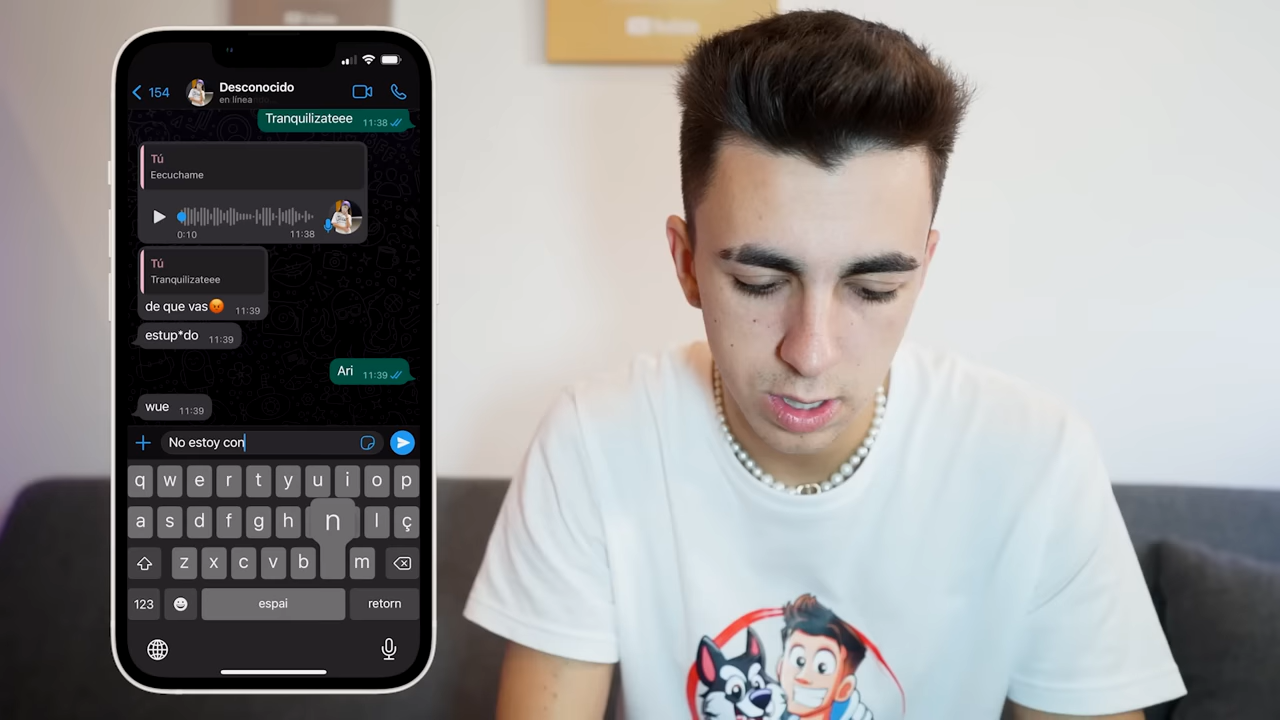 154
Desconocido
en línea
Tranquilizateee 11:38
Tú
Eecuchame
0:10 11:38
Tú
Tranquilizateee
de que vas😡 11:39
estup*do 11:39
Ari 11:39
wue 11:39
No estoy con
q w e r t y u i o p
a s d f g h n l ç
z x c v b m
123 espai retorn